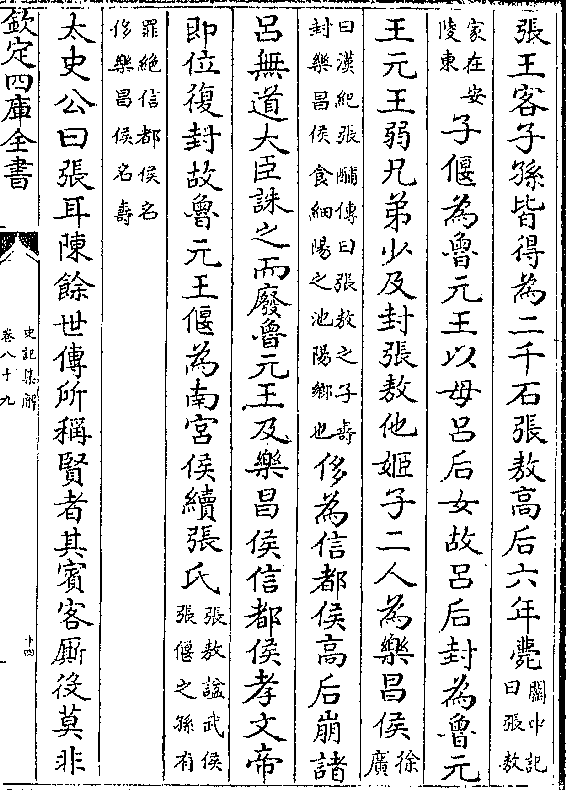 張王客子孫皆得為二千石張敖高后六年薨關中記曰張敖
冢在安陵東子偃為魯元王以母呂后女故呂后封為魯元
王元王弱兄弟少乃封張敖他姬子二人為樂昌侯徐廣
曰漢紀張酺傳曰張敖之子壽封樂昌侯食細陽之池陽鄉也侈為信都侯高后崩諸
呂無道大臣誅之而廢魯元王及樂昌侯信都侯孝文帝
即位復封故魯元王偃為南宮侯續張氏張敖諡武侯張偃之孫有
罪絕信都侯名侈樂昌侯名壽
太史公曰張耳陳餘世傳所稱賢者其賓客厮役莫非
欽定四庫全書
史記集解
卷八十九
十四